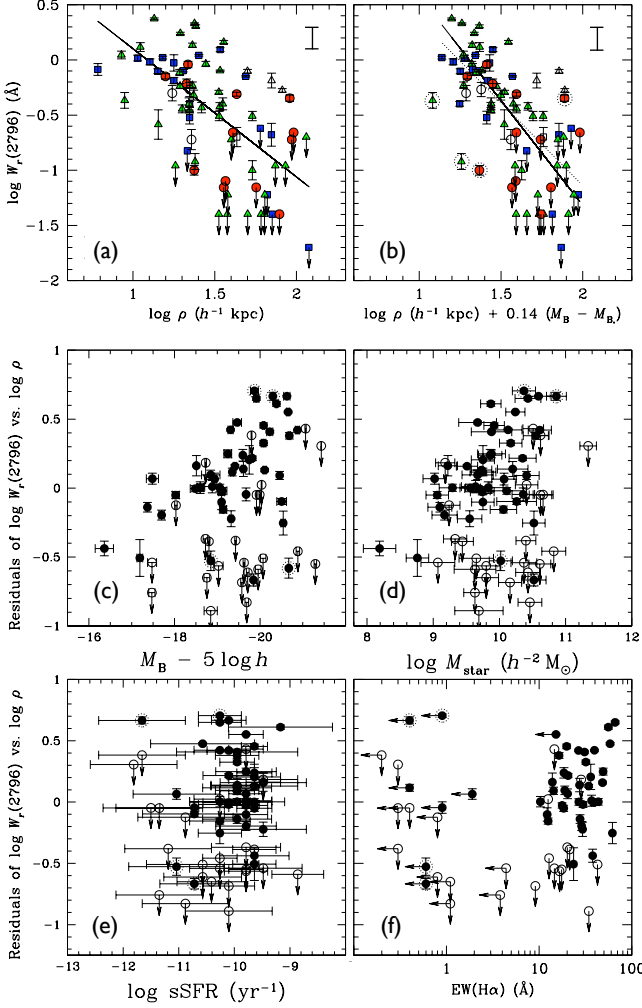 0.5
0
−0.5
−1
−1.5
−2
log Wr(2796) (Å)
(a)
(b)
1
1.5
2
1
1.5
2
log ρ (h⁻¹ kpc)
log ρ (h⁻¹ kpc) + 0.14 (M_B − M_B*)
1
0.5
0
−0.5
−1
Residuals of log Wr(2796) vs. log ρ
(c)
(d)
−16
−18
−20
8
9
10
11
12
M_B − 5 log h
log M_star (h⁻² M⊙)
1
0.5
0
−0.5
−1
Residuals of log Wr(2796) vs. log ρ
(e)
(f)
−13
−12
−11
−10
−9
1
10
100
log sSFR (yr⁻¹)
EW(Hα) (Å)